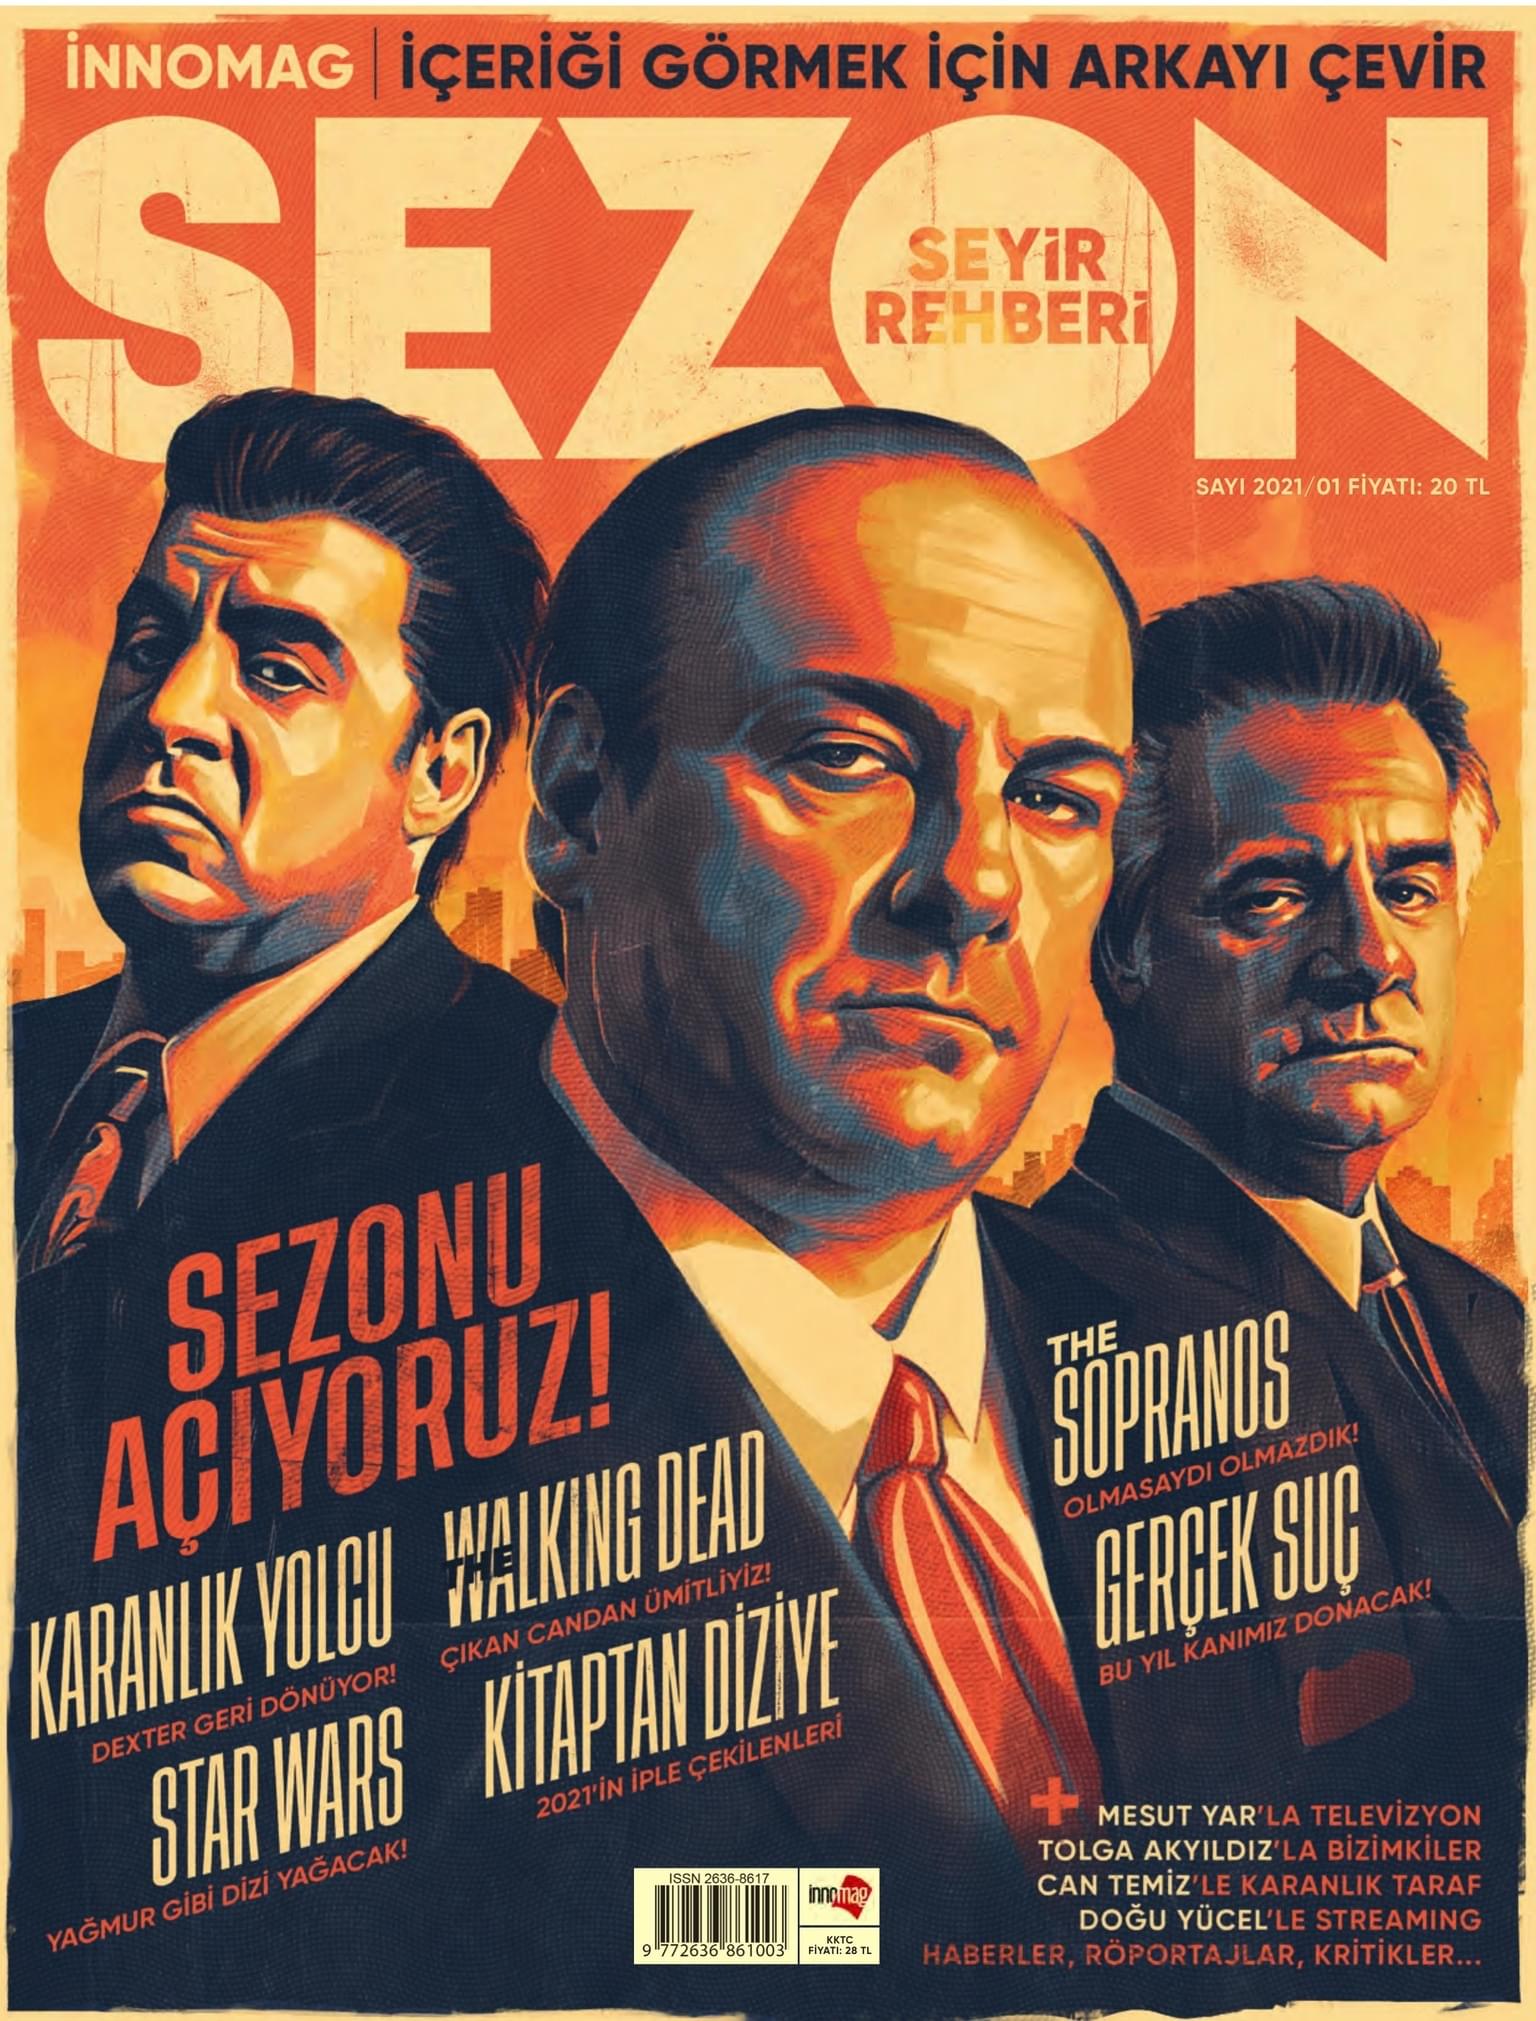 İNNOMAG | İÇERİĞİ GÖRMEK İÇİN ARKAYI ÇEVİR
SEZON
SEYİR
REHBERİ
SAYI 2021/01 FİYATI: 20 TL
SEZONU
AÇIYORUZ!
KARANLIK YOLCU
DEXTER GERİ DÖNÜYOR!
STAR WARS
YAĞMUR GİBİ DİZİ YAĞACAK!
THE
WALKING DEAD
ÇIKAN CANDAN ÜMİTLİYİZ!
KİTAPTAN DİZİYE
2021'İN İPLE ÇEKİLENLERİ
THE
SOPRANOS
OLMASAYDI OLMAZDIK!
GERÇEK SUÇ
BU YIL KANIMIZ DONACAK!
+ MESUT YAR'LA TELEVİZYON
TOLGA AKYILDIZ'LA BİZİMKİLER
CAN TEMİZ'LE KARANLIK TARAF
DOĞU YÜCEL'LE STREAMING
HABERLER, RÖPORTAJLAR, KRİTİKLER...
ISSN 2636-8617
9 772636 861003
innomag
KKTC
FİYATI: 28 TL